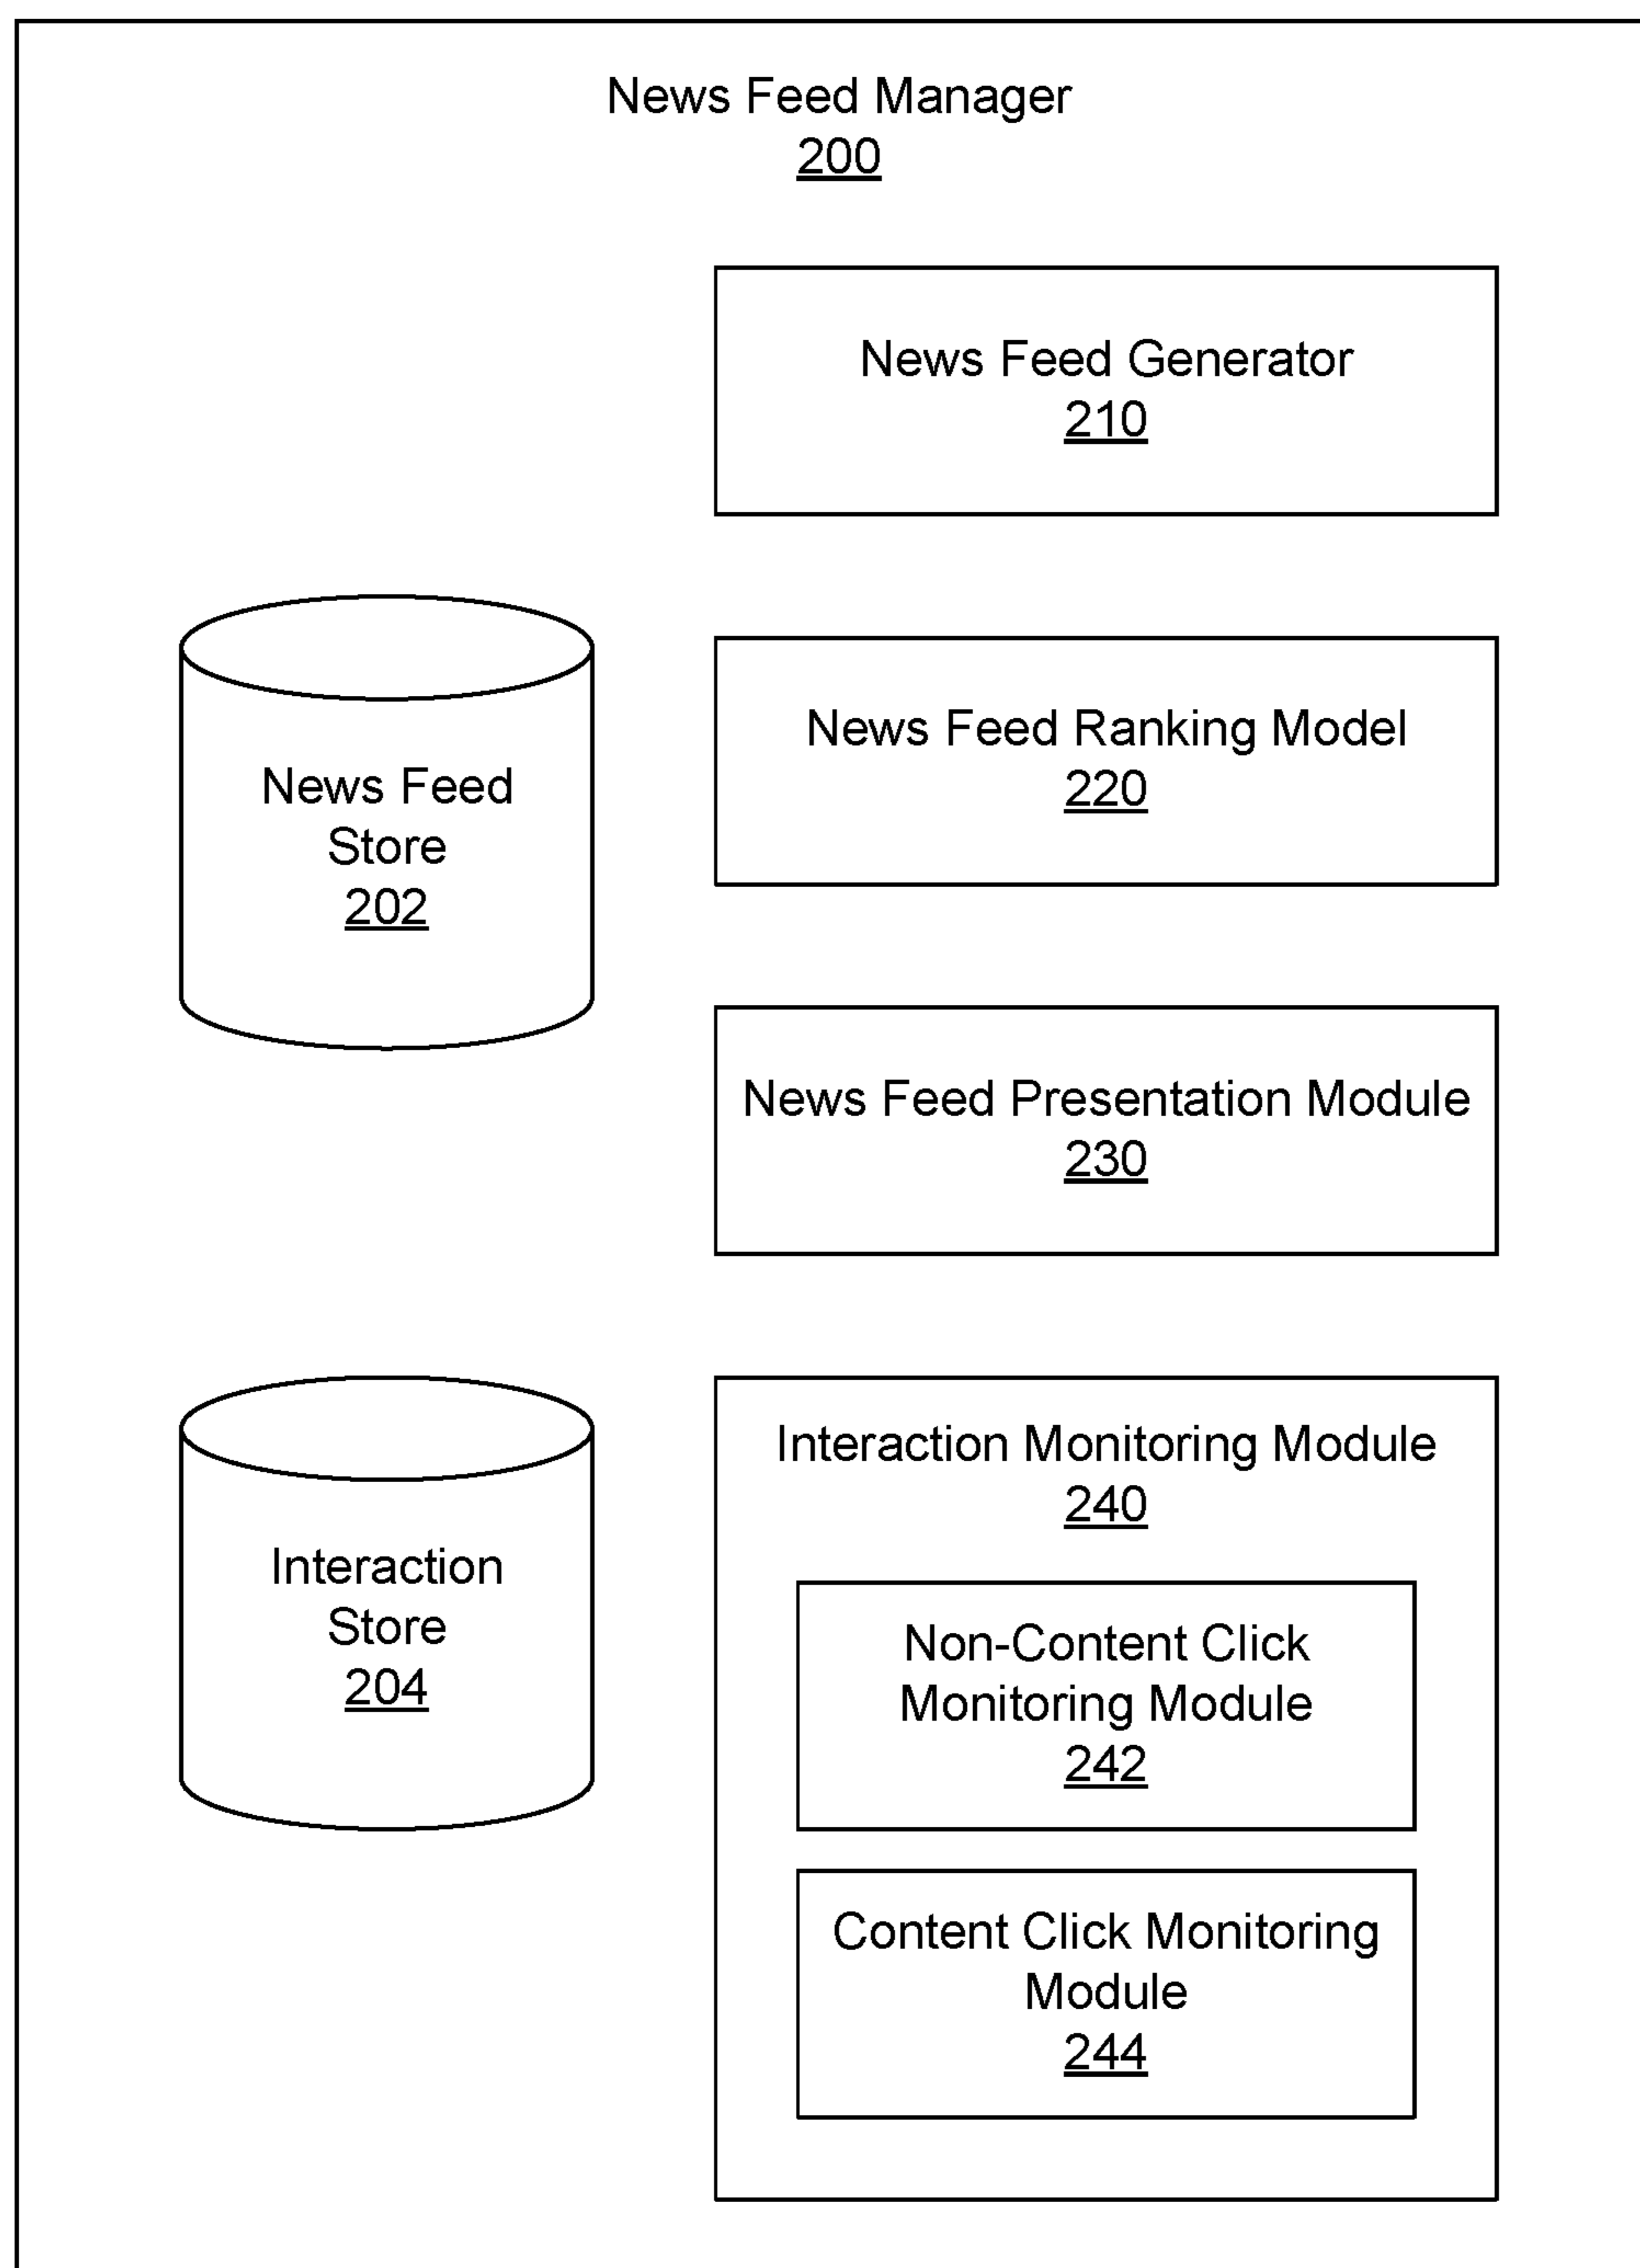 News Feed Manager
200
News Feed Generator
210
News Feed
Store
202
News Feed Ranking Model
220
News Feed Presentation Module
230
Interaction
Store
204
Interaction Monitoring Module
240
Non-Content Click
Monitoring Module
242
Content Click Monitoring
Module
244